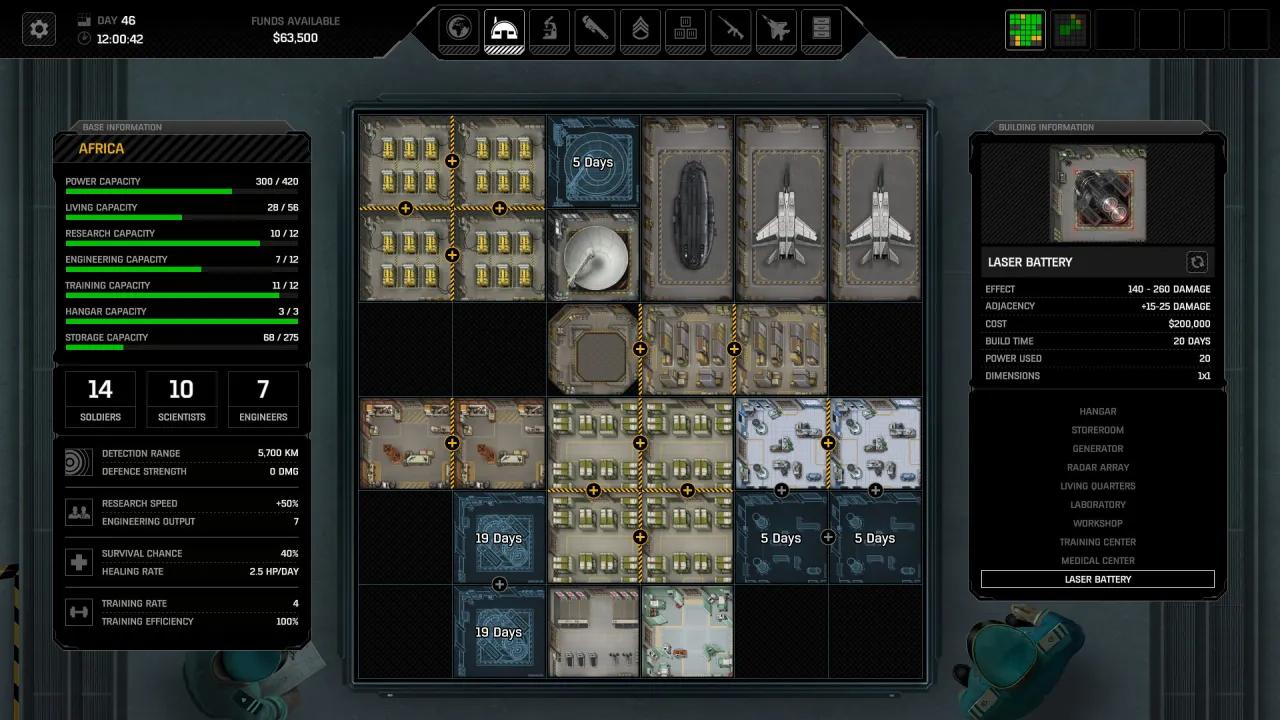 DAY 46
12:00:42
FUNDS AVAILABLE
$63,500
BASE INFORMATION
AFRICA
POWER CAPACITY 300 / 420
LIVING CAPACITY 28 / 56
RESEARCH CAPACITY 10 / 12
ENGINEERING CAPACITY 7 / 12
TRAINING CAPACITY 11 / 12
HANGAR CAPACITY 3 / 3
STORAGE CAPACITY 68 / 275
14 10 7
SOLDIERS SCIENTISTS ENGINEERS
DETECTION RANGE 5,700 KM
DEFENCE STRENGTH 0 DMG
RESEARCH SPEED +50%
ENGINEERING OUTPUT 7
SURVIVAL CHANCE 40%
HEALING RATE 2.5 HP/DAY
TRAINING RATE 4
TRAINING EFFICIENCY 100%
5 Days
19 Days
5 Days
5 Days
19 Days
BUILDING INFORMATION
LASER BATTERY
EFFECT 140 - 260 DAMAGE
ADJACENCY +15-25 DAMAGE
COST $200,000
BUILD TIME 20 DAYS
POWER USED 20
DIMENSIONS 1x1
HANGAR
STOREROOM
GENERATOR
RADAR ARRAY
LIVING QUARTERS
LABORATORY
WORKSHOP
TRAINING CENTER
MEDICAL CENTER
LASER BATTERY